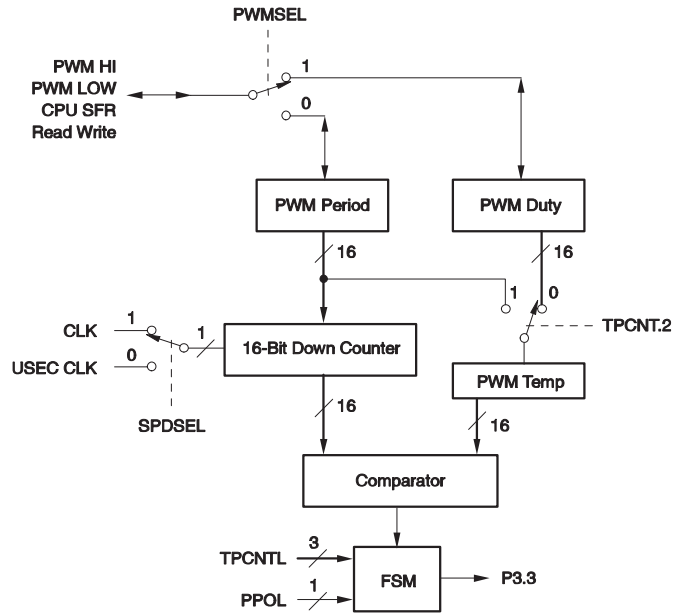 PWMSEL
PWM HI
PWM LOW
CPU SFR
Read Write
1
0
PWM Period
PWM Duty
16
16
1
0
TPCNT.2
CLK
1
1
16-Bit Down Counter
USEC CLK
0
PWM Temp
SPDSEL
16
16
Comparator
TPCNTL
3
FSM
P3.3
PPOL
1